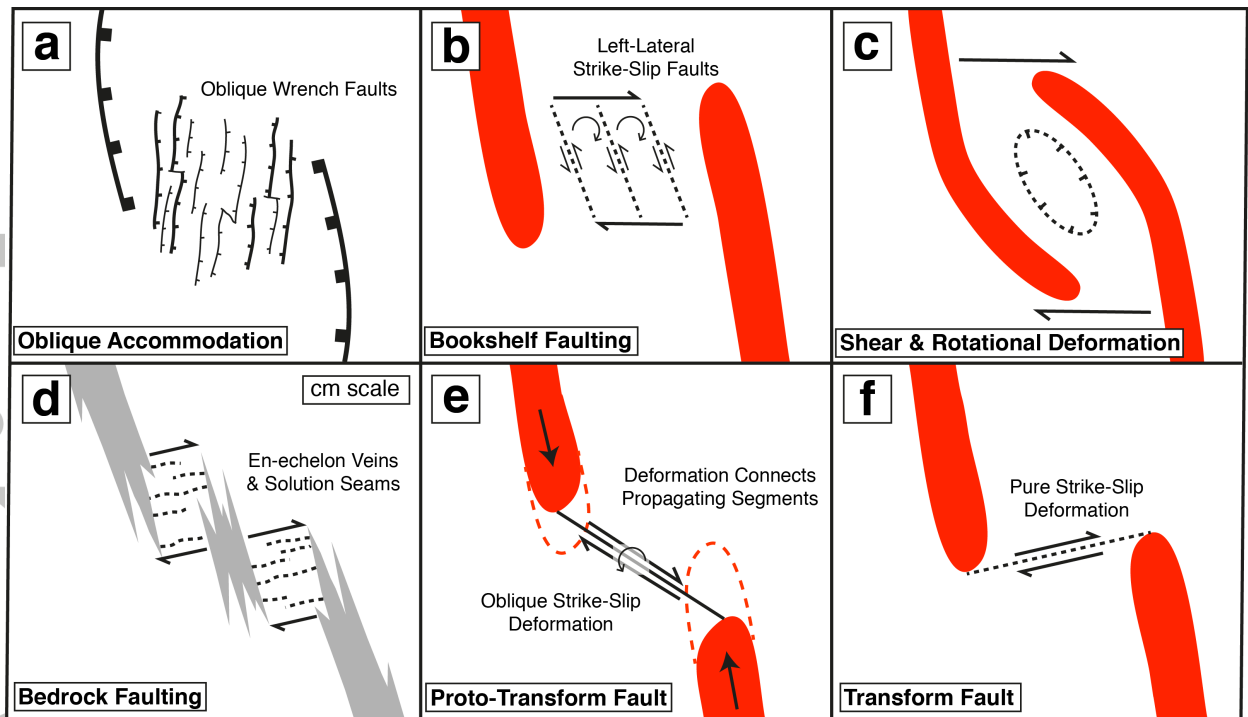 a
Oblique Wrench Faults
Oblique Accommodation
b
Left-Lateral
Strike-Slip Faults
Bookshelf Faulting
c
Shear & Rotational Deformation
d
cm scale
En-echelon Veins
& Solution Seams
Bedrock Faulting
e
Deformation Connects
Propagating Segments
Oblique Strike-Slip
Deformation
Proto-Transform Fault
f
Pure Strike-Slip
Deformation
Transform Fault